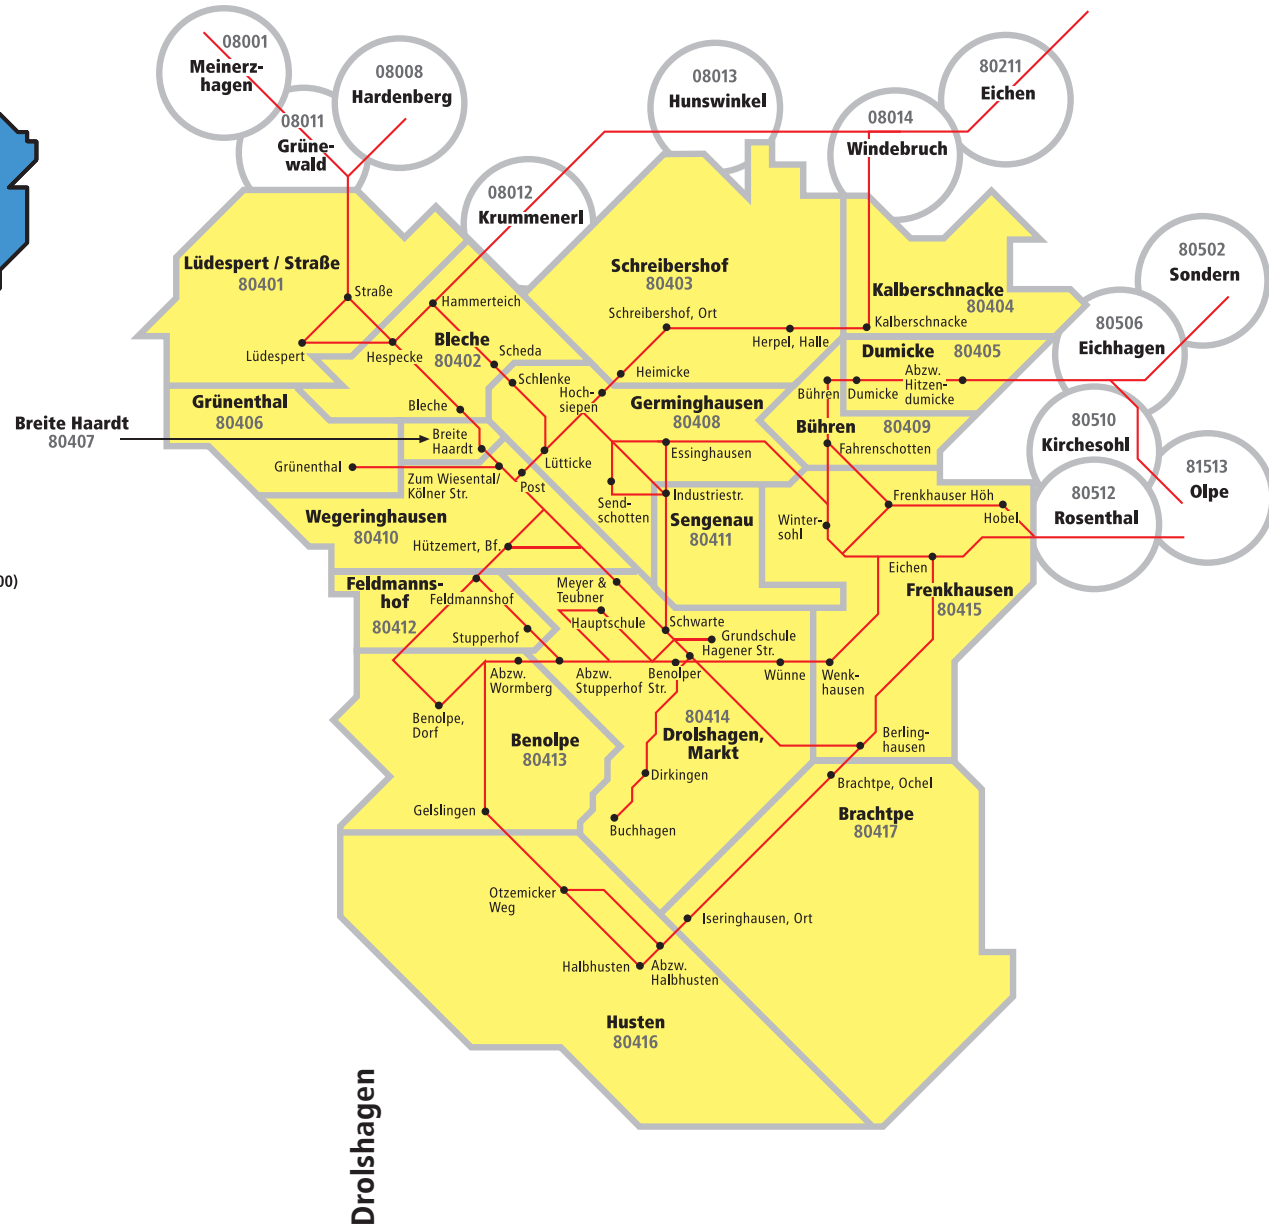 08001
Meinerz-
hagen
08008
Hardenberg
08011
Grüne-
wald
08013
Hunswinkel
80211
Eichen
08014
Windebruch
08012
Krummenerl
80502
Sondern
80506
Eichhagen
80510
Kirchesohl
81513
Olpe
80512
Rosenthal
Lüdespert / Straße
80401
Straße
Lüdespert
Hespecke
Hammerteich
Bleche
80402
Scheda
Schlenke
Bleche
Schreibershof
80403
Schreibershof, Ort
Herpel, Halle
Heimicke
Hoch-
siepen
Kalberschnacke
80404
Kalberschnacke
Dumicke
80405
Abzw.
Hitzen-
dumicke
Bühren
Dumicke
80409
Bühren
Fahrenschotten
Grünenthal
80406
Breite Haardt
80407
Breite
Haardt
Grünenthal
Zum Wiesental/
Kölner Str.
Post
Lütticke
Germinghausen
80408
Essinghausen
Send-
schotten
Industriestr.
Sengenau
80411
Winter-
sohl
Frenkhauser Höh
Hobel
Eichen
Frenkhausen
80415
Wegeringhausen
80410
Hützemert, Bf.
00)
Feldmanns-
hof
80412
Feldmannshof
Stupperhof
Meyer &
Teubner
Hauptschule
Schwarte
Grundschule
Hagener Str.
Abzw.
Wormberg
Abzw.
Stupperhof
Benolper
Str.
Wünne
Wenk-
hausen
Benolpe,
Dorf
Benolpe
80413
80414
Drolshagen,
Markt
Dirkingen
Buchhagen
Berling-
hausen
Brachtpe, Ochel
Brachtpe
80417
Gelslingen
Otzemicker
Weg
Iseringhausen, Ort
Halbhusten
Abzw.
Halbhusten
Husten
80416
Drolshagen